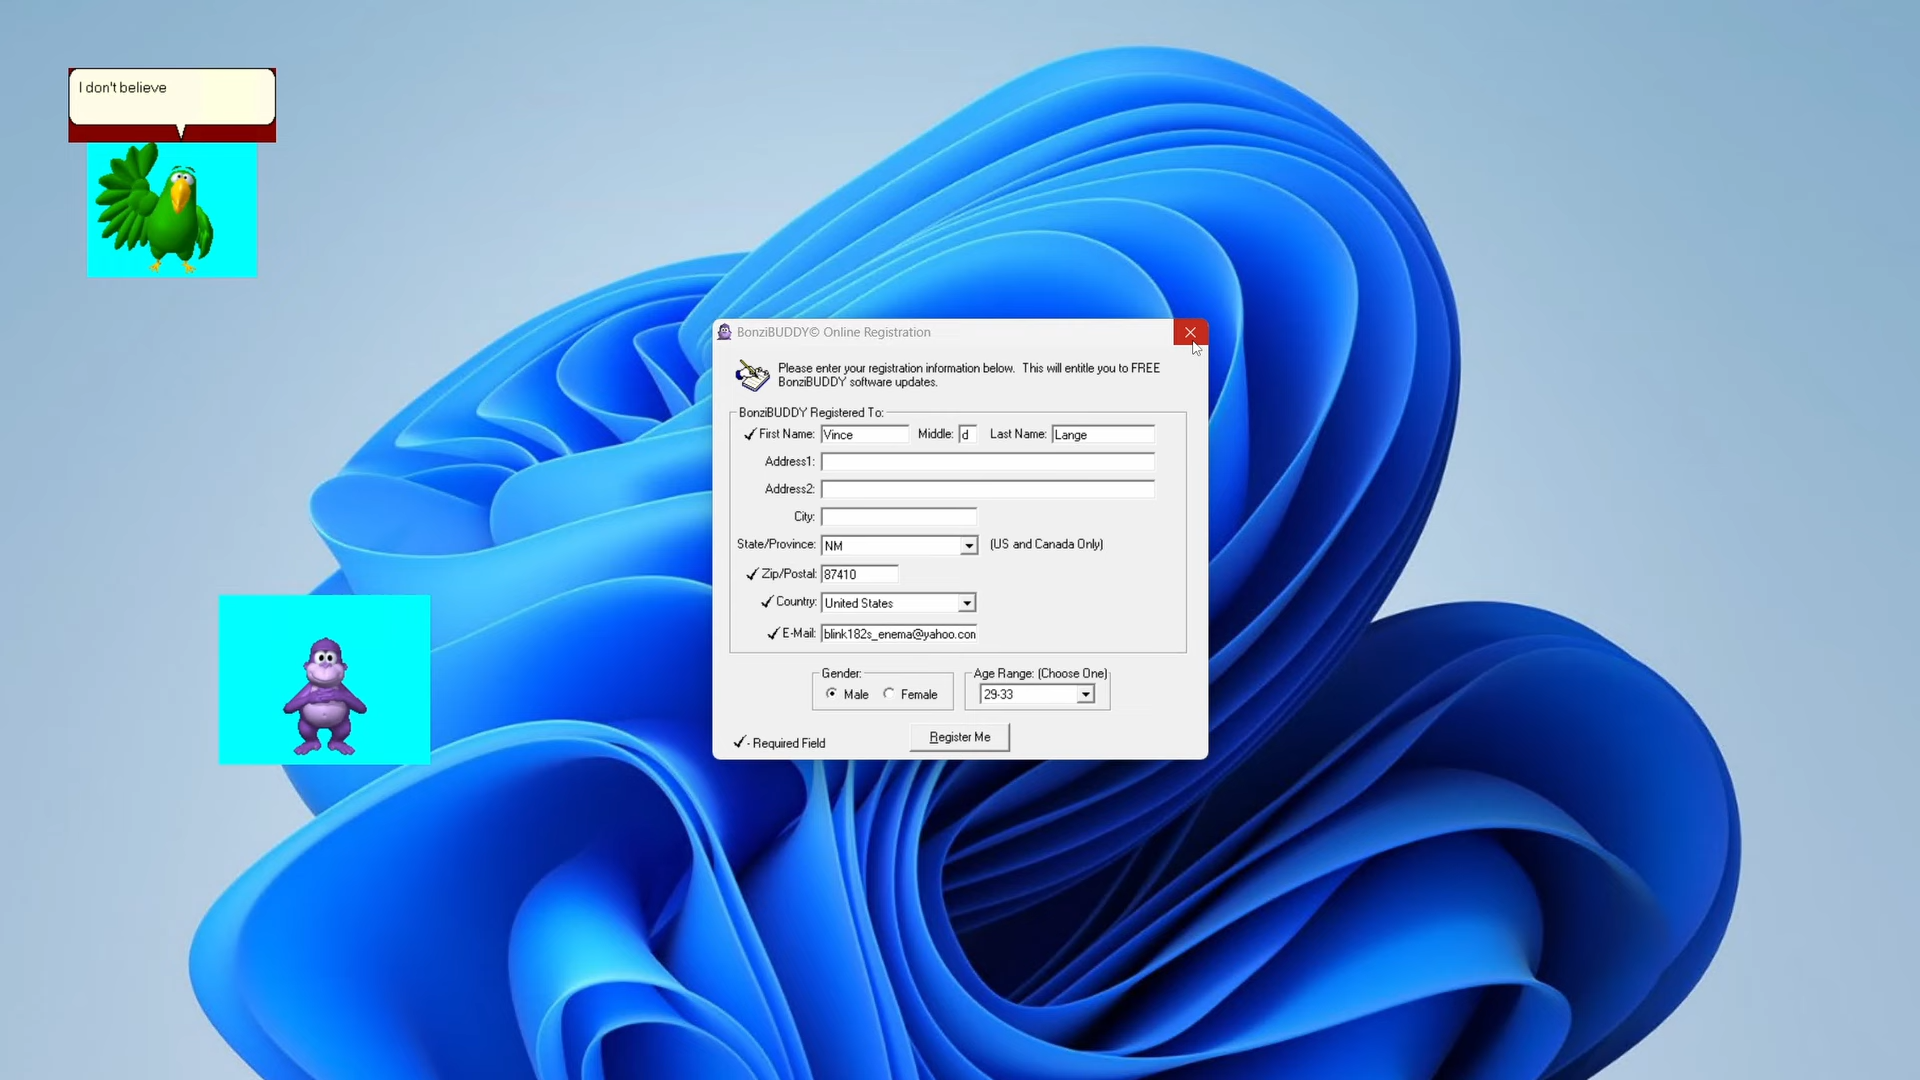 I don't believe
BonziBUDDY© Online Registration
Please enter your registration information below. This will entitle you to FREE
BonziBUDDY software updates.
BonziBUDDY Registered To:
First Name: Vince Middle: d Last Name: Lange
Address1:
Address2:
City:
State/Province: NM (US and Canada Only)
Zip/Postal: 87410
Country: United States
E-Mail: blink182s_enema@yahoo.con
Gender: Age Range: (Choose One)
Male Female 29-33
- Required Field Register Me